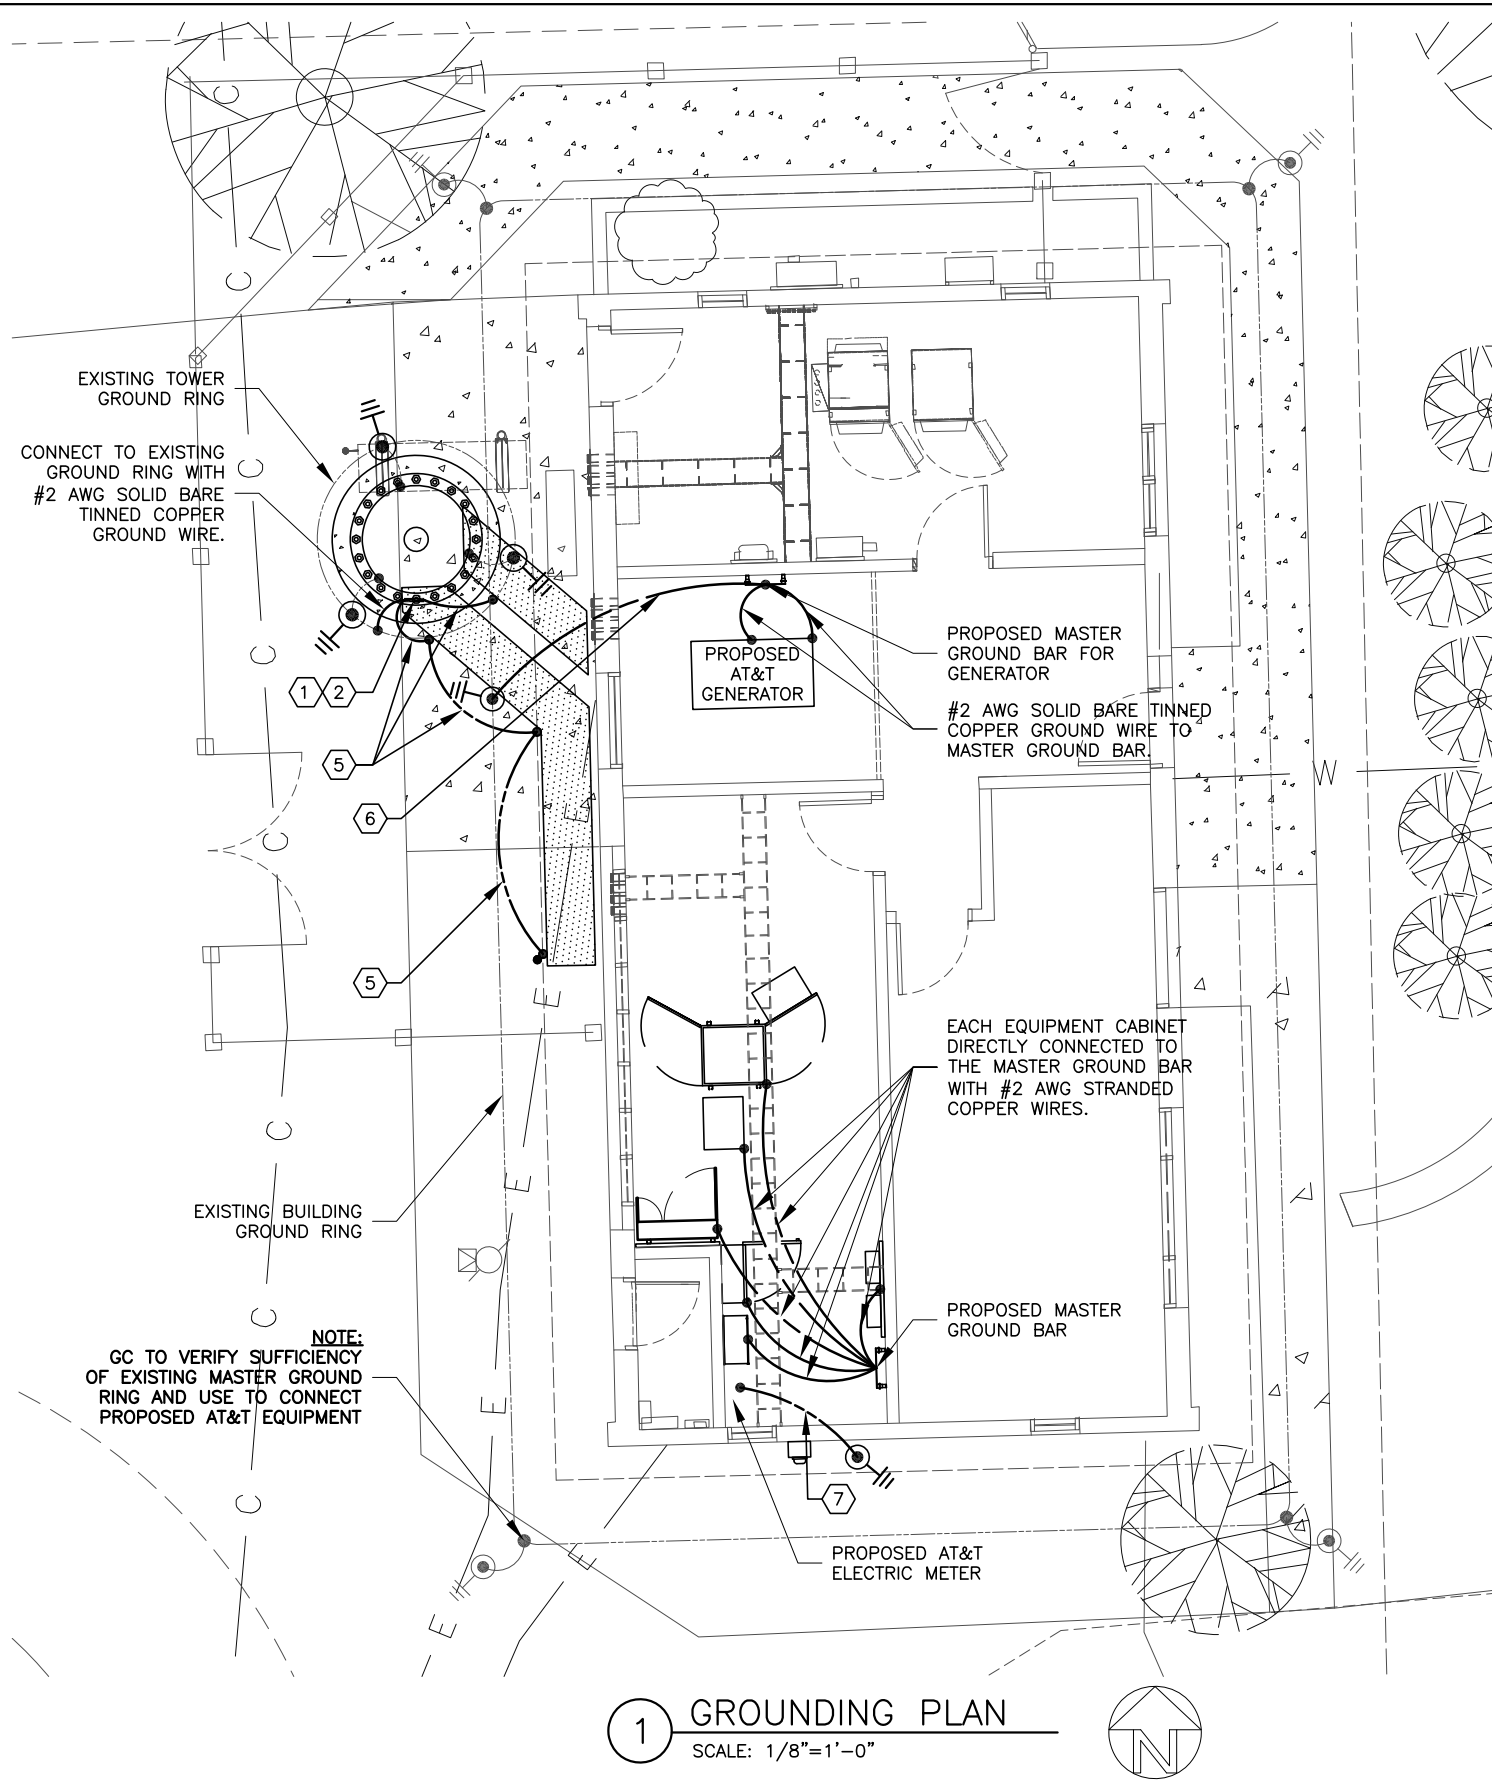 C
C
EXISTING TOWER
GROUND RING
CONNECT TO EXISTING
GROUND RING WITH
#2 AWG SOLID BARE
TINNED COPPER
GROUND WIRE.
C
C
C
1
2
5
6
5
PROPOSED
AT&T
GENERATOR
PROPOSED MASTER
GROUND BAR FOR
GENERATOR
#2 AWG SOLID BARE TINNED
COPPER GROUND WIRE TO
MASTER GROUND BAR.
W
E
C
E
EACH EQUIPMENT CABINET
DIRECTLY CONNECTED TO
THE MASTER GROUND BAR
WITH #2 AWG STRANDED
COPPER WIRES.
C
E
EXISTING BUILDING
GROUND RING
C
PROPOSED MASTER
GROUND BAR
NOTE:
GC TO VERIFY SUFFICIENCY
OF EXISTING MASTER GROUND
RING AND USE TO CONNECT
PROPOSED AT&T EQUIPMENT
E
C
7
E
E
PROPOSED AT&T
ELECTRIC METER
1
GROUNDING PLAN
SCALE: 1/8"=1'-0"
N